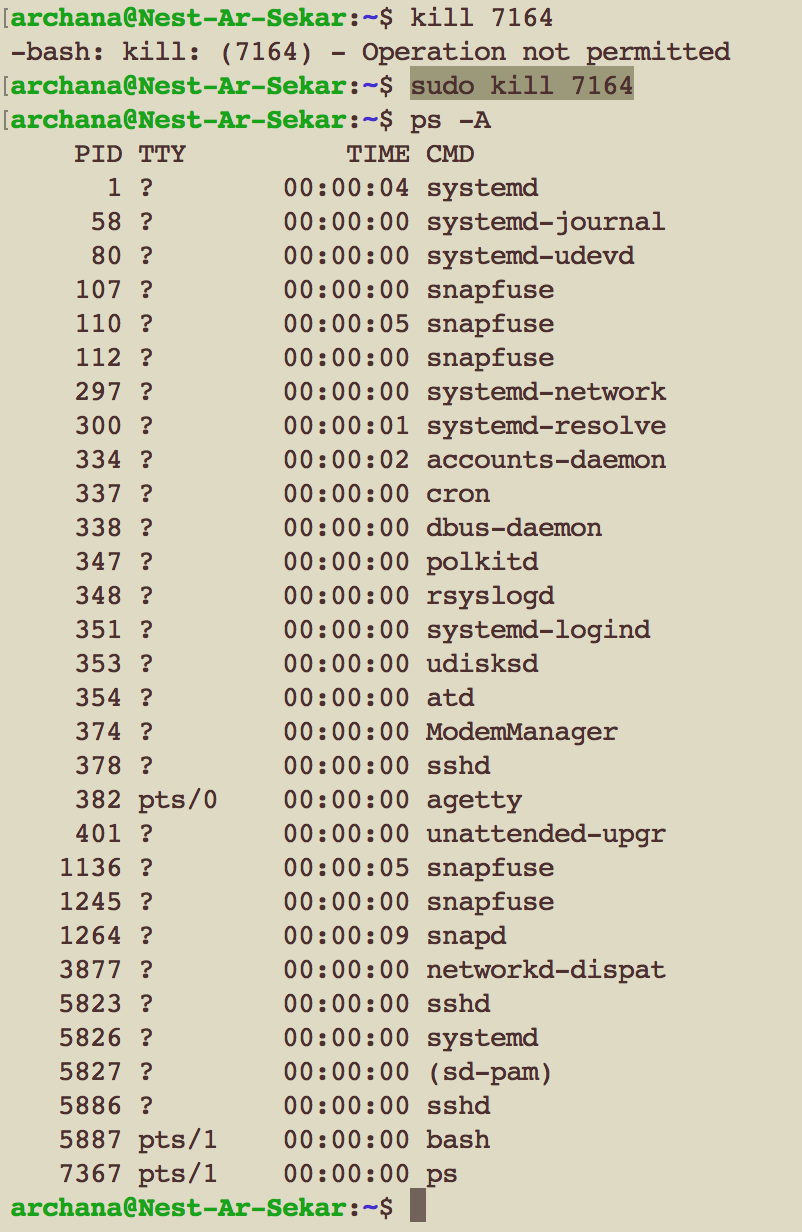 [archana@Nest-Ar-Sekar:~$ kill 7164
-bash: kill: (7164) - Operation not permitted
[archana@Nest-Ar-Sekar:~$ sudo kill 7164
[archana@Nest-Ar-Sekar:~$ ps -A
    PID TTY          TIME CMD
      1 ?        00:00:04 systemd
     58 ?        00:00:00 systemd-journal
     80 ?        00:00:00 systemd-udevd
    107 ?        00:00:00 snapfuse
    110 ?        00:00:05 snapfuse
    112 ?        00:00:00 snapfuse
    297 ?        00:00:00 systemd-network
    300 ?        00:00:01 systemd-resolve
    334 ?        00:00:02 accounts-daemon
    337 ?        00:00:00 cron
    338 ?        00:00:00 dbus-daemon
    347 ?        00:00:00 polkitd
    348 ?        00:00:00 rsyslogd
    351 ?        00:00:00 systemd-logind
    353 ?        00:00:00 udisksd
    354 ?        00:00:00 atd
    374 ?        00:00:00 ModemManager
    378 ?        00:00:00 sshd
    382 pts/0    00:00:00 agetty
    401 ?        00:00:00 unattended-upgr
   1136 ?        00:00:05 snapfuse
   1245 ?        00:00:00 snapfuse
   1264 ?        00:00:09 snapd
   3877 ?        00:00:00 networkd-dispat
   5823 ?        00:00:00 sshd
   5826 ?        00:00:00 systemd
   5827 ?        00:00:00 (sd-pam)
   5886 ?        00:00:00 sshd
   5887 pts/1    00:00:00 bash
   7367 pts/1    00:00:00 ps
archana@Nest-Ar-Sekar:~$